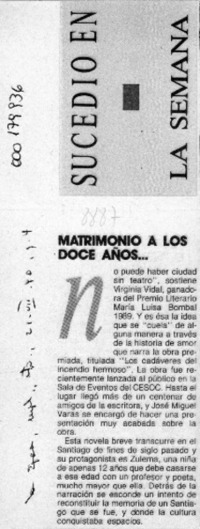 SUCEDIO EN
LA SEMANA
000 179 936
8887
MATRIMONIO A LOS
DOCE AÑOS...
no puede haber ciudad
sin teatro", sostiene
Virginia Vidal, ganado-
ra del Premio Literario
María Luisa Bombal
1989. Y es ésa la idea
que se "cuela" de al-
guna manera a través
de la historia de amor
que narra la obra pre-
miada, titulada "Los cadáveres del
incendio hermoso". La obra fue re-
cientemente lanzada al público en la
Sala de Eventos del CESOC. Hasta el
lugar llegó más de un centenar de
amigos de la escritora, y José Miguel
Varas se encargó de hacer una pre-
sentación muy acabada sobre la
obra.
Esta novela breve transcurre en el
Santiago de fines de siglo pasado y
su protagonista es Zulema, una niña
de apenas 12 años que debe casarse
a esa edad con un profesor y poeta,
mucho mayor que ella. Detrás de la
narración se esconde un intento de
reconstituir la memoria de un Santia-
go que se fue, y donde la cultura
conquistaba espacios.